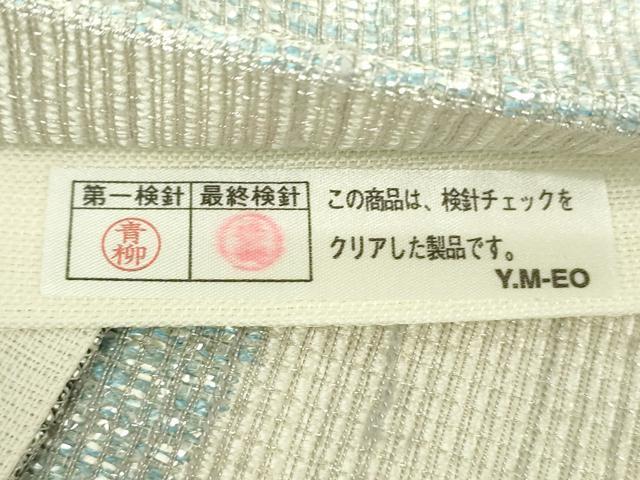 第一検針 最終検針
青柳
この商品は、検針チェックを
クリアした製品です。
Y.M-EO